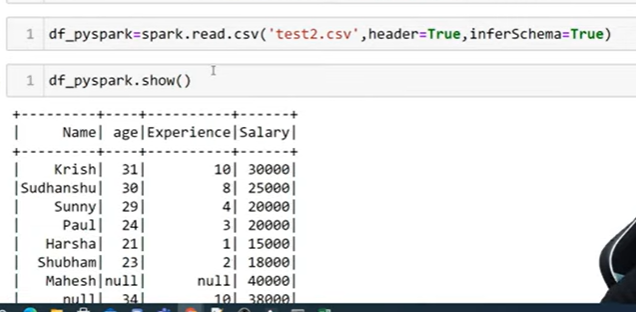 1 df_pyspark=spark.read.csv('test2.csv',header=True,inferSchema=True)
1 df_pyspark.show()
+---------+----+----------+------+
|     Name| age|Experience|Salary|
+---------+----+----------+------+
|    Krish|  31|        10| 30000|
|Sudhanshu|  30|         8| 25000|
|    Sunny|  29|         4| 20000|
|     Paul|  24|         3| 20000|
|   Harsha|  21|         1| 15000|
|  Shubham|  23|         2| 18000|
|   Mahesh|null|      null| 40000|
|     null|  34|        10| 38000|